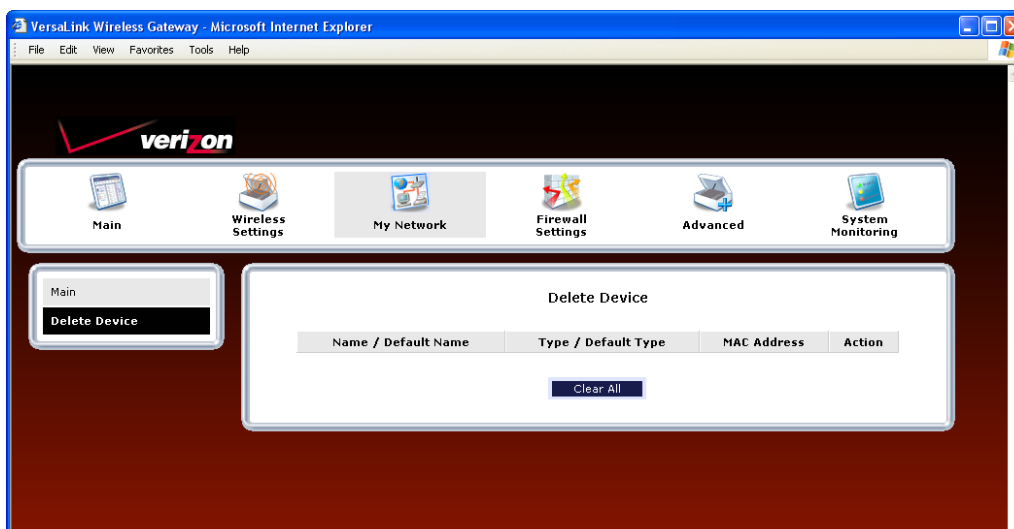 VersaLink Wireless Gateway - Microsoft Internet Explorer
File Edit View Favorites Tools Help
verizon
Main
Wireless
Settings
My Network
Firewall
Settings
Advanced
System
Monitoring
Main
Delete Device
Delete Device
Name / Default Name Type / Default Type MAC Address Action
Clear All